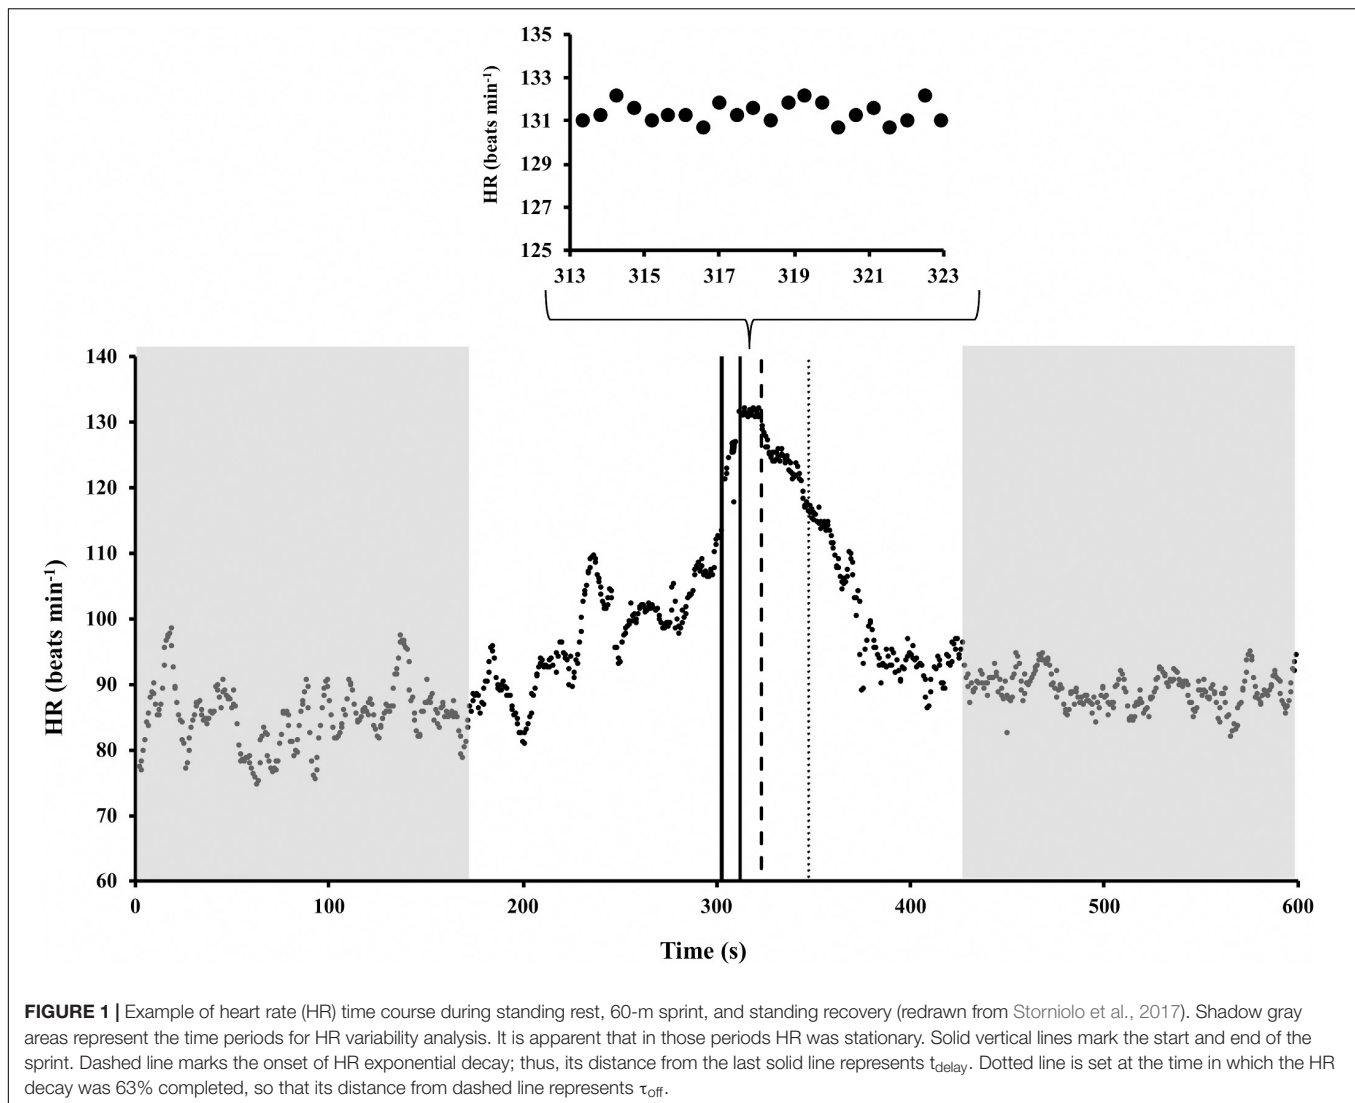 135
133
131
129
127
125
HR (beats min-1)
313 315 317 319 321 323
140
130
120
110
100
90
80
70
60
HR (beats min-1)
0 100 200 300 400 500 600
Time (s)
FIGURE 1 | Example of heart rate (HR) time course during standing rest, 60-m sprint, and standing recovery (redrawn from Storniolo et al., 2017). Shadow gray
areas represent the time periods for HR variability analysis. It is apparent that in those periods HR was stationary. Solid vertical lines mark the start and end of the
sprint. Dashed line marks the onset of HR exponential decay; thus, its distance from the last solid line represents tdelay. Dotted line is set at the time in which the HR
decay was 63% completed, so that its distance from dashed line represents τoff.